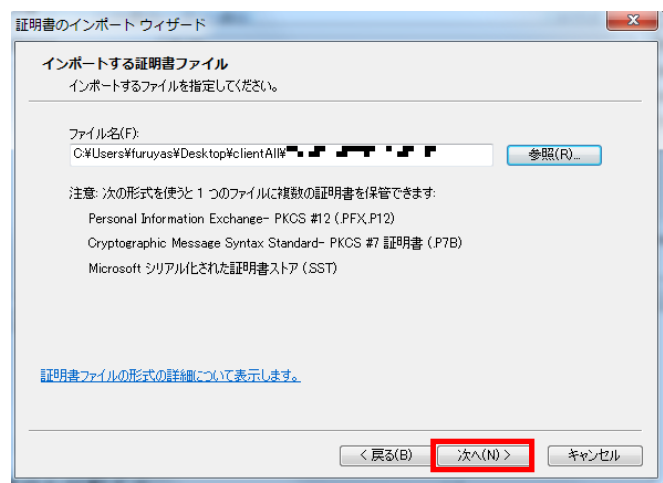 証明書のインポート ウィザード
インポートする証明書ファイル
インポートするファイルを指定してください。
ファイル名(F):
C:¥Users¥furuyas¥Desktop¥clientAll¥
参照(R)...
注意: 次の形式を使うと 1 つのファイルに複数の証明書を保管できます:
Personal Information Exchange- PKCS #12 (.PFX,.P12)
Cryptographic Message Syntax Standard- PKCS #7 証明書 (.P7B)
Microsoft シリアル化された証明書ストア (.SST)
証明書ファイルの形式の詳細について表示します。
< 戻る(B) 次へ(N) > キャンセル